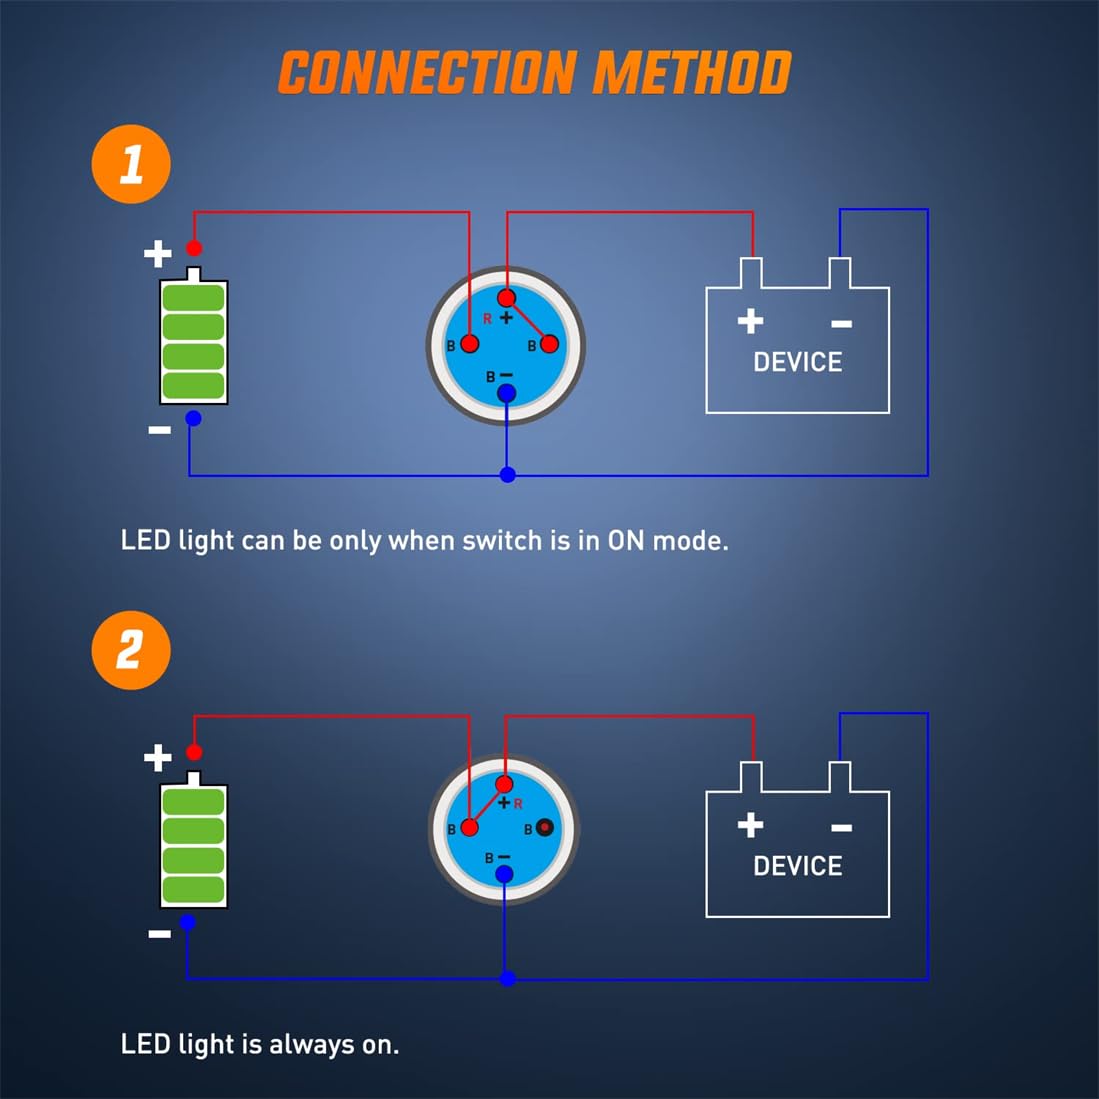 CONNECTION METHOD
1
+
R +
B B
B −
−
+ −
DEVICE
LED light can be only when switch is in ON mode.
2
+
+ R
B B
B −
−
+ −
DEVICE
LED light is always on.